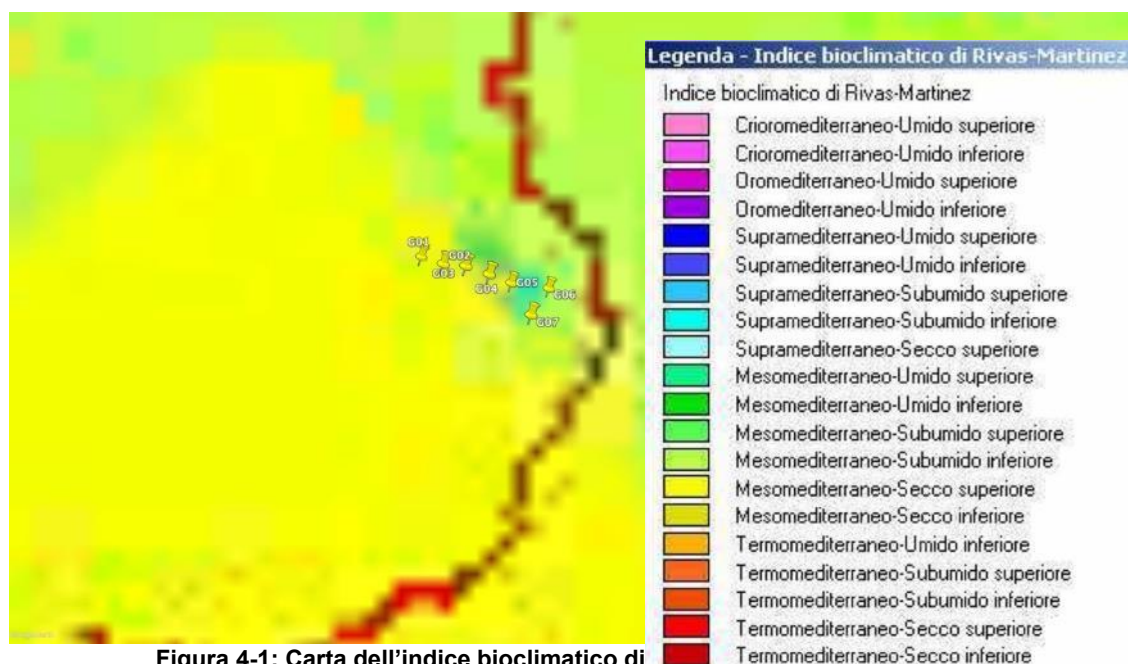 Legenda - Indice bioclimatico di Rivas-Martinez
Indice bioclimatico di Rivas-Martinez
Crioromediterraneo-Umido superiore
Crioromediterraneo-Umido inferiore
Oromediterraneo-Umido superiore
Oromediterraneo-Umido inferiore
Supramediterraneo-Umido superiore
Supramediterraneo-Umido inferiore
Supramediterraneo-Subumido superiore
Supramediterraneo-Subumido inferiore
Supramediterraneo-Secco superiore
Mesomediterraneo-Umido superiore
Mesomediterraneo-Umido inferiore
Mesomediterraneo-Subumido superiore
Mesomediterraneo-Subumido inferiore
Mesomediterraneo-Secco superiore
Mesomediterraneo-Secco inferiore
Termomediterraneo-Umido inferiore
Termomediterraneo-Subumido superiore
Termomediterraneo-Subumido inferiore
Termomediterraneo-Secco superiore
Termomediterraneo-Secco inferiore
G01
G02
G03
G04
G05
G06
G07
Figura 4-1: Carta dell'indice bioclimatico di